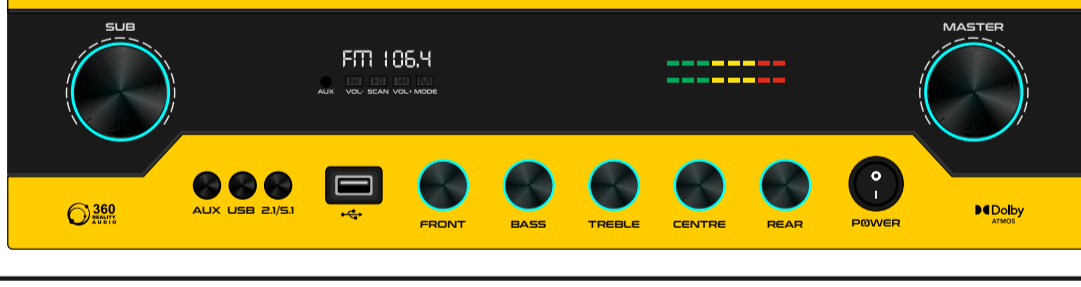 SUB
MASTER
FM 106.4
AUX VOL- SCAN VOL+ MODE
AUX USB 2.1/5.1
FRONT BASS TREBLE CENTRE REAR POWER
360
REALITY
AUDIO
Dolby
ATMOS